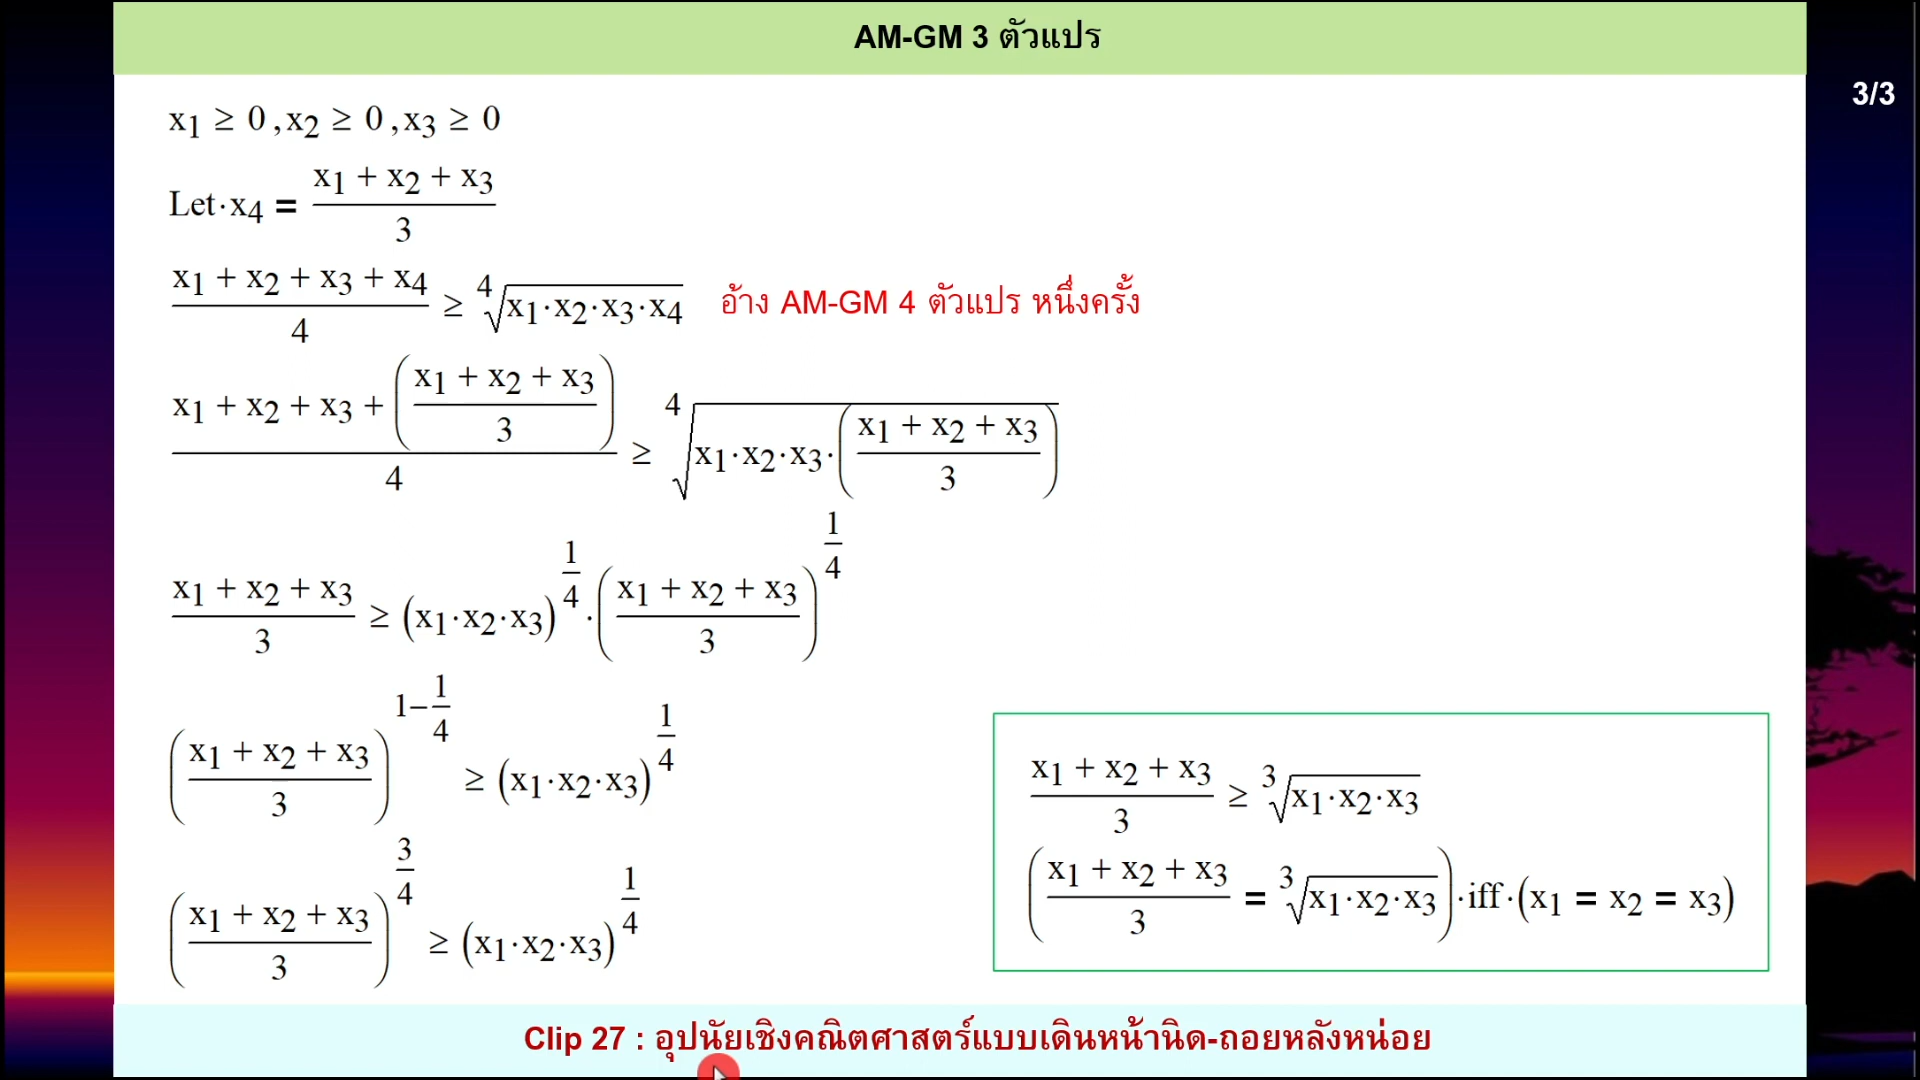 AM-GM 3 ตัวแปร
3/3
x₁ ≥ 0 , x₂ ≥ 0 , x₃ ≥ 0
Let·x₄ = (x₁ + x₂ + x₃)/3
(x₁ + x₂ + x₃ + x₄)/4 ≥ ⁴√(x₁·x₂·x₃·x₄) อ้าง AM-GM 4 ตัวแปร หนึ่งครั้ง
(x₁ + x₂ + x₃ + ((x₁ + x₂ + x₃)/3))/4 ≥ ⁴√(x₁·x₂·x₃·((x₁ + x₂ + x₃)/3))
(x₁ + x₂ + x₃)/3 ≥ (x₁·x₂·x₃)^(1/4)·((x₁ + x₂ + x₃)/3)^(1/4)
((x₁ + x₂ + x₃)/3)^(1−1/4) ≥ (x₁·x₂·x₃)^(1/4)
((x₁ + x₂ + x₃)/3)^(3/4) ≥ (x₁·x₂·x₃)^(1/4)
(x₁ + x₂ + x₃)/3 ≥ ³√(x₁·x₂·x₃)
((x₁ + x₂ + x₃)/3 = ³√(x₁·x₂·x₃))·iff·(x₁ = x₂ = x₃)
Clip 27 : อุปนัยเชิงคณิตศาสตร์แบบเดินหน้านิด-ถอยหลังหน่อย